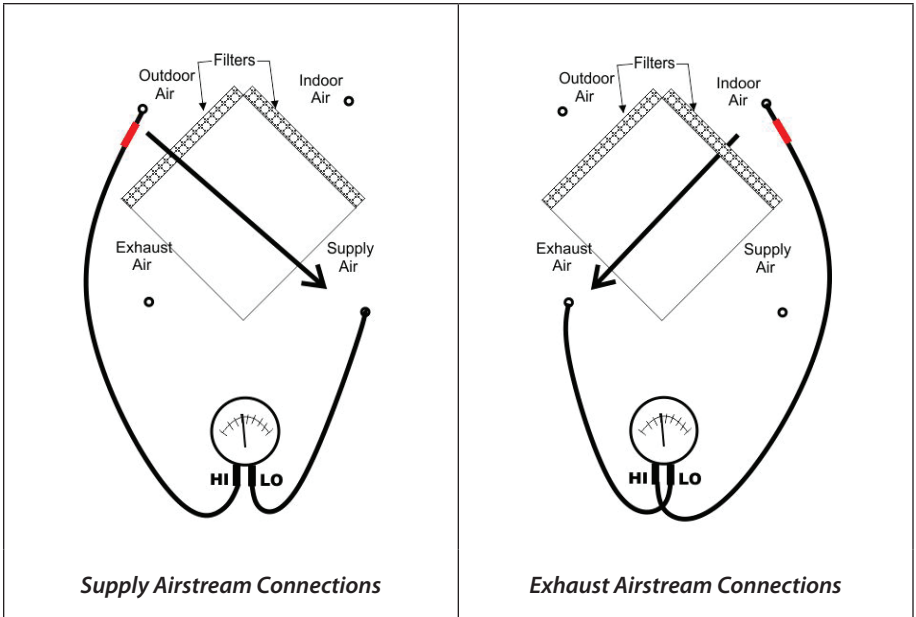 Filters
Outdoor
Air
Indoor
Air
Exhaust
Air
Supply
Air
HI LO
Supply Airstream Connections
Filters
Outdoor
Air
Indoor
Air
Exhaust
Air
Supply
Air
HI LO
Exhaust Airstream Connections